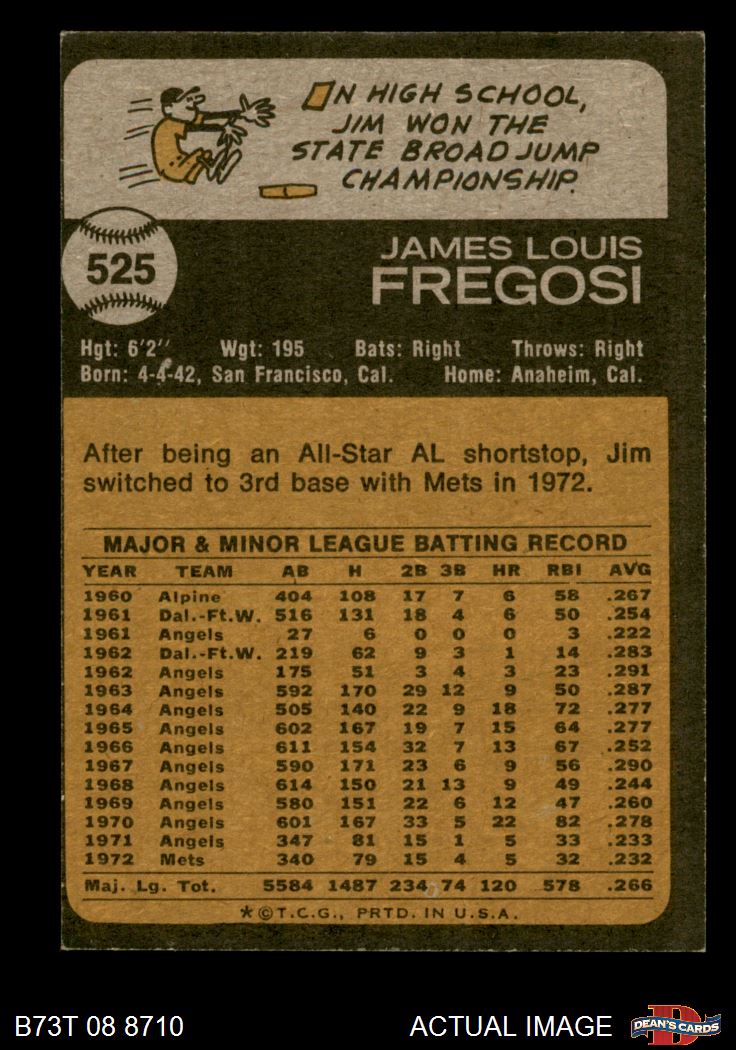 IN HIGH SCHOOL,
JIM WON THE
STATE BROAD JUMP
CHAMPIONSHIP.
525
JAMES LOUIS
FREGOSI
Hgt: 6'2" Wgt: 195 Bats: Right Throws: Right
Born: 4-4-42, San Francisco, Cal. Home: Anaheim, Cal.
After being an All-Star AL shortstop, Jim
switched to 3rd base with Mets in 1972.
MAJOR & MINOR LEAGUE BATTING RECORD
YEAR TEAM AB H 2B 3B HR RBI AVG
1960 Alpine 404 108 17 7 6 58 .267
1961 Dal.-Ft.W. 516 131 18 4 6 50 .254
1961 Angels 27 6 0 0 0 3 .222
1962 Dal.-Ft.W. 219 62 9 3 1 14 .283
1962 Angels 175 51 3 4 3 23 .291
1963 Angels 592 170 29 12 9 50 .287
1964 Angels 505 140 22 9 18 72 .277
1965 Angels 602 167 19 7 15 64 .277
1966 Angels 611 154 32 7 13 67 .252
1967 Angels 590 171 23 6 9 56 .290
1968 Angels 614 150 21 13 9 49 .244
1969 Angels 580 151 22 6 12 47 .260
1970 Angels 601 167 33 5 22 82 .278
1971 Angels 347 81 15 1 5 33 .233
1972 Mets 340 79 15 4 5 32 .232
Maj. Lg. Tot. 5584 1487 234 74 120 578 .266
*©T.C.G., PRTD. IN U.S.A.
B73T 08 8710 ACTUAL IMAGE D DEAN'S CARDS